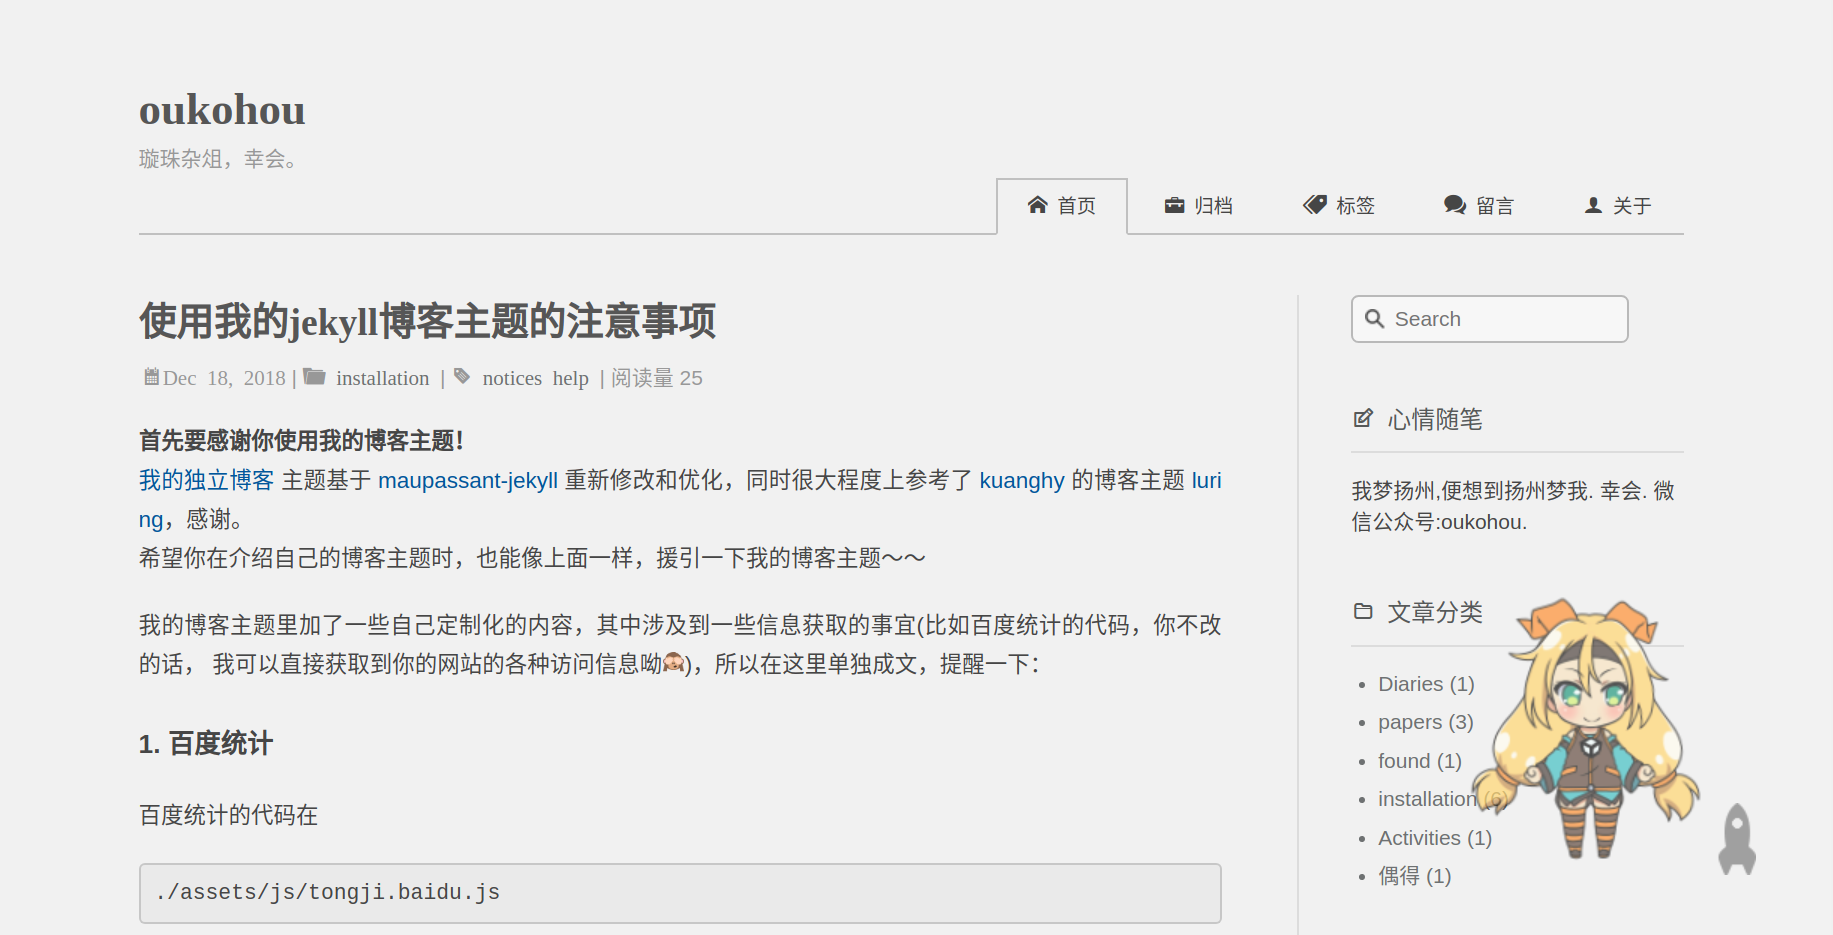 oukohou
璇珠杂俎，幸会。
首页 归档 标签 留言 关于
使用我的jekyll博客主题的注意事项
Dec 18, 2018 | installation | notices help | 阅读量 25
首先要感谢你使用我的博客主题！
我的独立博客 主题基于 maupassant-jekyll 重新修改和优化，同时很大程度上参考了 kuanghy 的博客主题 luri
ng，感谢。
希望你在介绍自己的博客主题时，也能像上面一样，援引一下我的博客主题～～
我的博客主题里加了一些自己定制化的内容，其中涉及到一些信息获取的事宜(比如百度统计的代码，你不改
的话， 我可以直接获取到你的网站的各种访问信息呦🙈)，所以在这里单独成文，提醒一下：
1. 百度统计
百度统计的代码在
./assets/js/tongji.baidu.js
Search
心情随笔
我梦扬州,便想到扬州梦我. 幸会. 微
信公众号:oukohou.
文章分类
Diaries (1)
papers (3)
found (1)
installation (6)
Activities (1)
偶得 (1)